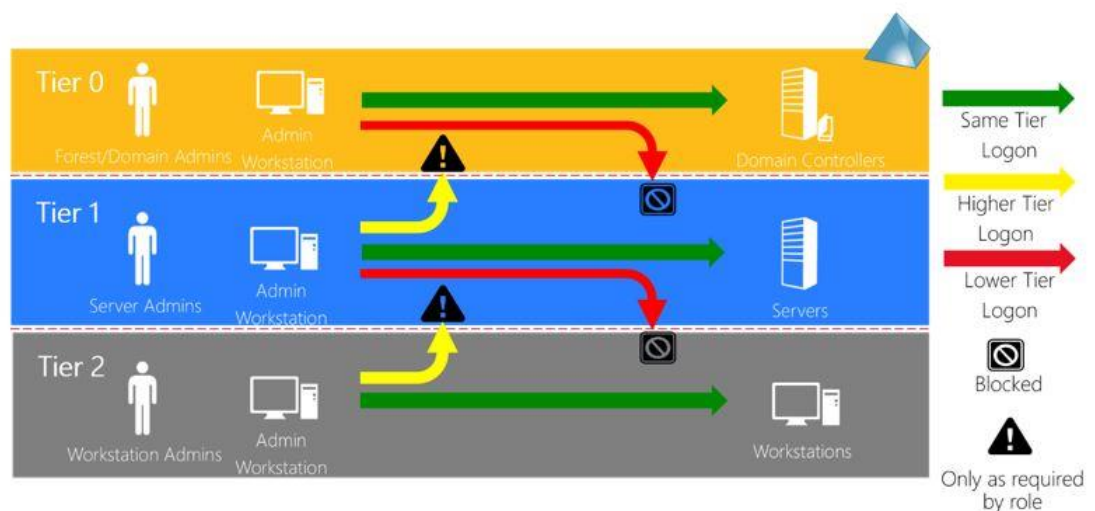 Tier 0
Forest/Domain Admins
Admin
Workstation
Domain Controllers
Tier 1
Server Admins
Admin
Workstation
Servers
Tier 2
Workstation Admins
Admin
Workstation
Workstations
Same Tier
Logon
Higher Tier
Logon
Lower Tier
Logon
Blocked
Only as required
by role